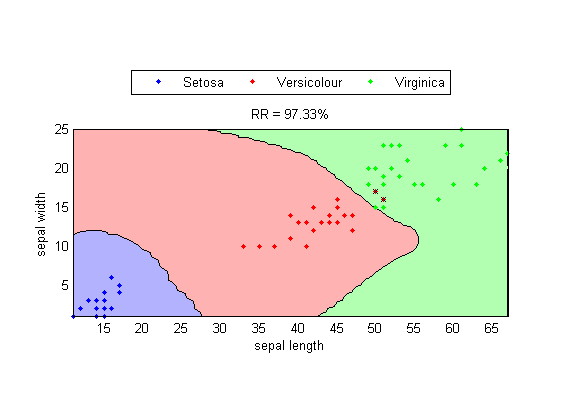 Setosa Versicolour Virginica
RR = 97.33%
25
20
15
10
5
sepal width
15 20 25 30 35 40 45 50 55 60 65
sepal length